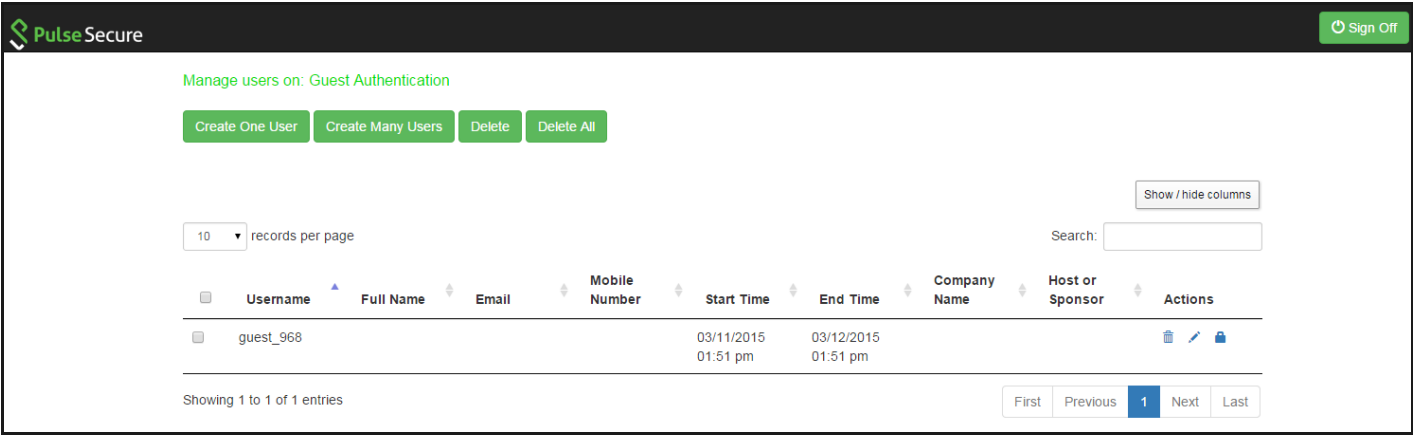 Pulse Secure
Sign Off
Manage users on: Guest Authentication
Create One User Create Many Users Delete Delete All
Show / hide columns
10 records per page Search:
Username Full Name Email Mobile Number Start Time End Time Company Name Host or Sponsor Actions
guest_968 03/11/2015 01:51 pm 03/12/2015 01:51 pm
Showing 1 to 1 of 1 entries
First Previous 1 Next Last